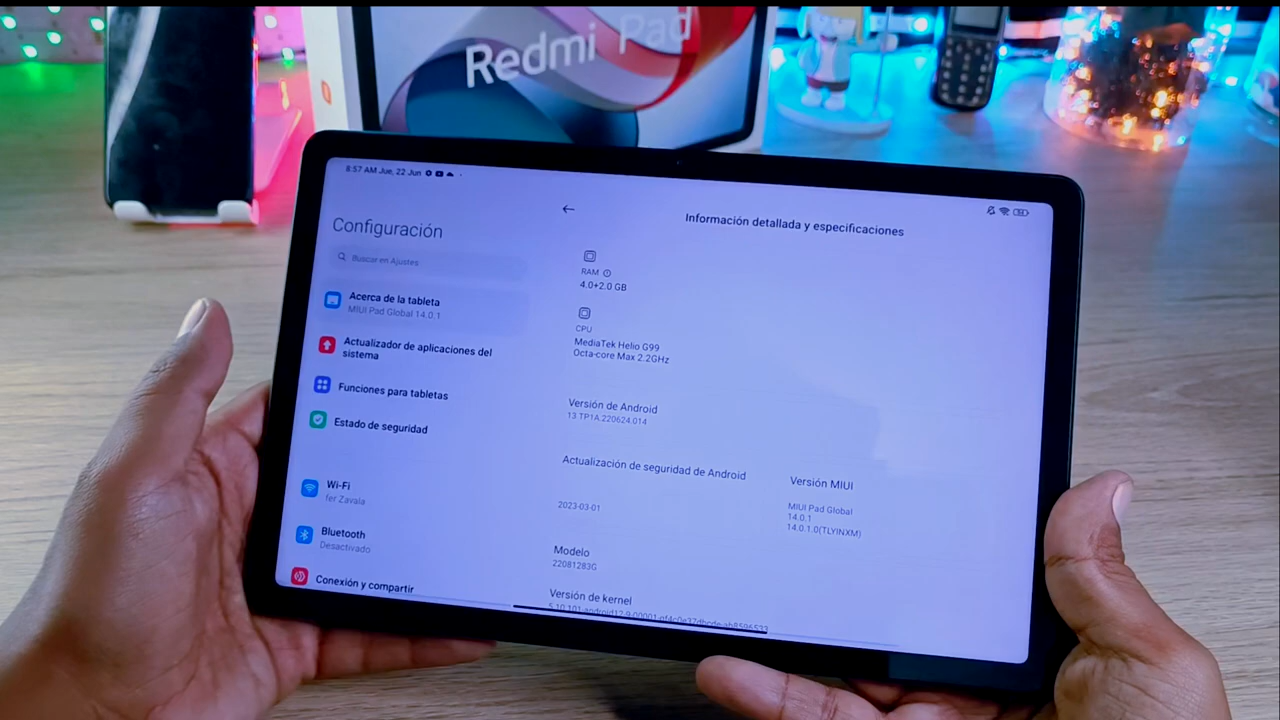 Redmi Pad
8:57 AM Jue, 22 Jun
Configuración
Buscar en Ajustes
Acerca de la tableta
MIUI Pad Global 14.0.1
Actualizador de aplicaciones del
sistema
Funciones para tabletas
Estado de seguridad
Wi-Fi
fer Zavala
Bluetooth
Desactivado
Conexión y compartir
Información detallada y especificaciones
RAM
4.0+2.0 GB
CPU
MediaTek Helio G99
Octa-core Max 2.2GHz
Versión de Android
13 TP1A.220624.014
Actualización de seguridad de Android
2023-03-01
Versión MIUI
MIUI Pad Global
14.0.1
14.0.1.0(TLYINXM)
Modelo
22081283G
Versión de kernel